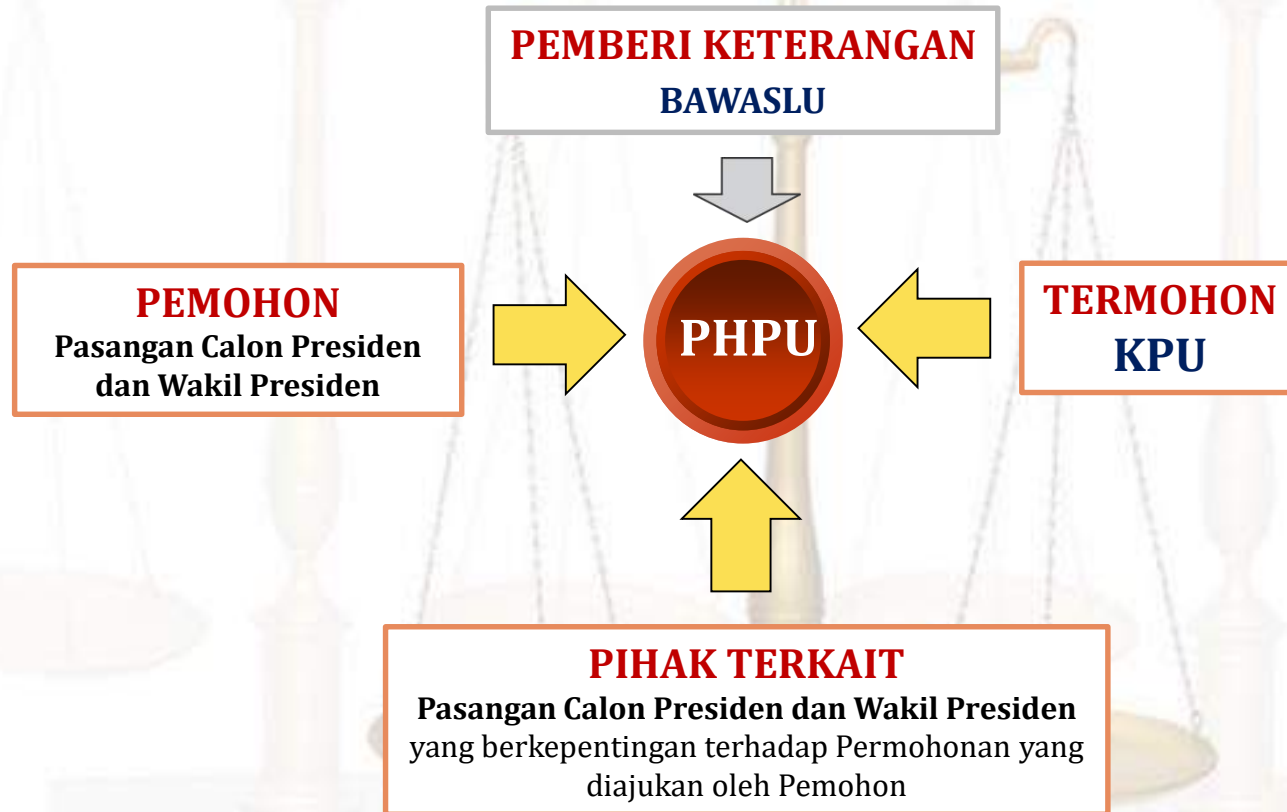 PEMBERI KETERANGAN
BAWASLU
PEMOHON
Pasangan Calon Presiden
dan Wakil Presiden
PHPU
TERMOHON
KPU
PIHAK TERKAIT
Pasangan Calon Presiden dan Wakil Presiden
yang berkepentingan terhadap Permohonan yang
diajukan oleh Pemohon